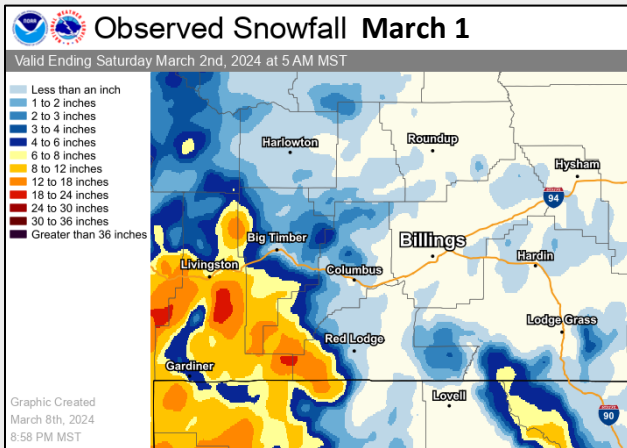 Observed Snowfall March 1
Valid Ending Saturday March 2nd, 2024 at 5 AM MST
Less than an inch
1 to 2 inches
2 to 3 inches
3 to 4 inches
4 to 6 inches
6 to 8 inches
8 to 12 inches
12 to 18 inches
18 to 24 inches
24 to 30 inches
30 to 36 inches
Greater than 36 inches
Harlowton
Roundup
Hysham
94
Big Timber
Billings
Livingston
Columbus
Hardin
Lodge Grass
Red Lodge
Gardiner
Lovell
90
Graphic Created
March 8th, 2024
8:58 PM MST